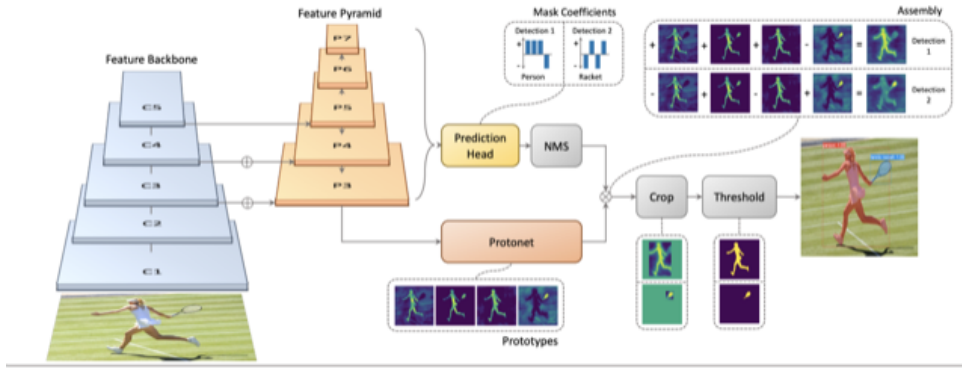 Feature Pyramid
Mask Coefficients
Assembly
Feature Backbone
P7
P6
P5
P4
P3
C5
C4
C3
C2
C1
Detection 1
Detection 2
+
-
Person
+
-
Racket
+ + + - = Detection 1
- + - + = Detection 2
Prediction Head
NMS
Crop
Threshold
Protonet
Prototypes